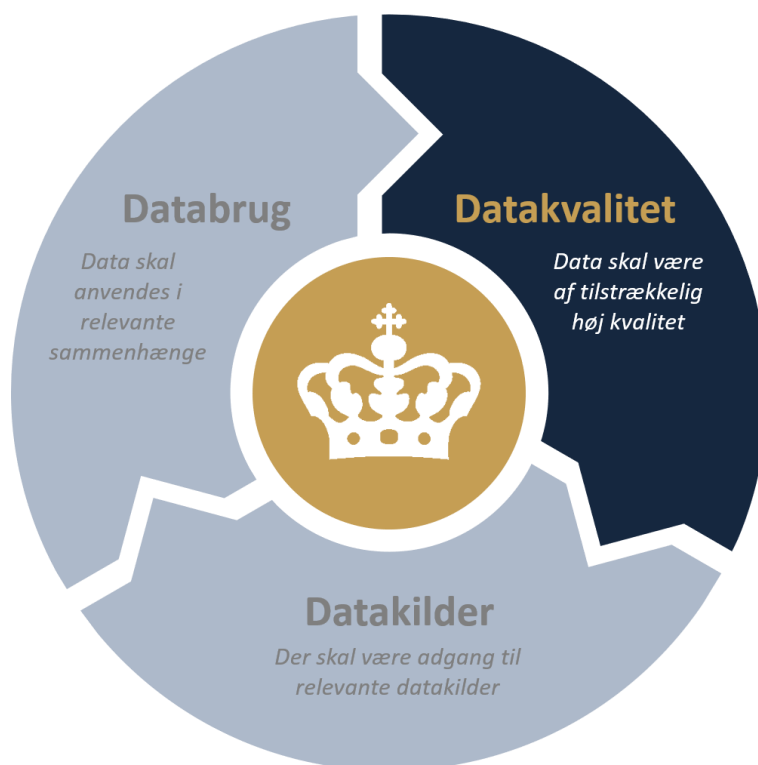 Databrug
Data skal
anvendes i
relevante
sammenhænge
Datakvalitet
Data skal være
af tilstrækkelig
høj kvalitet
Datakilder
Der skal være adgang til
relevante datakilder